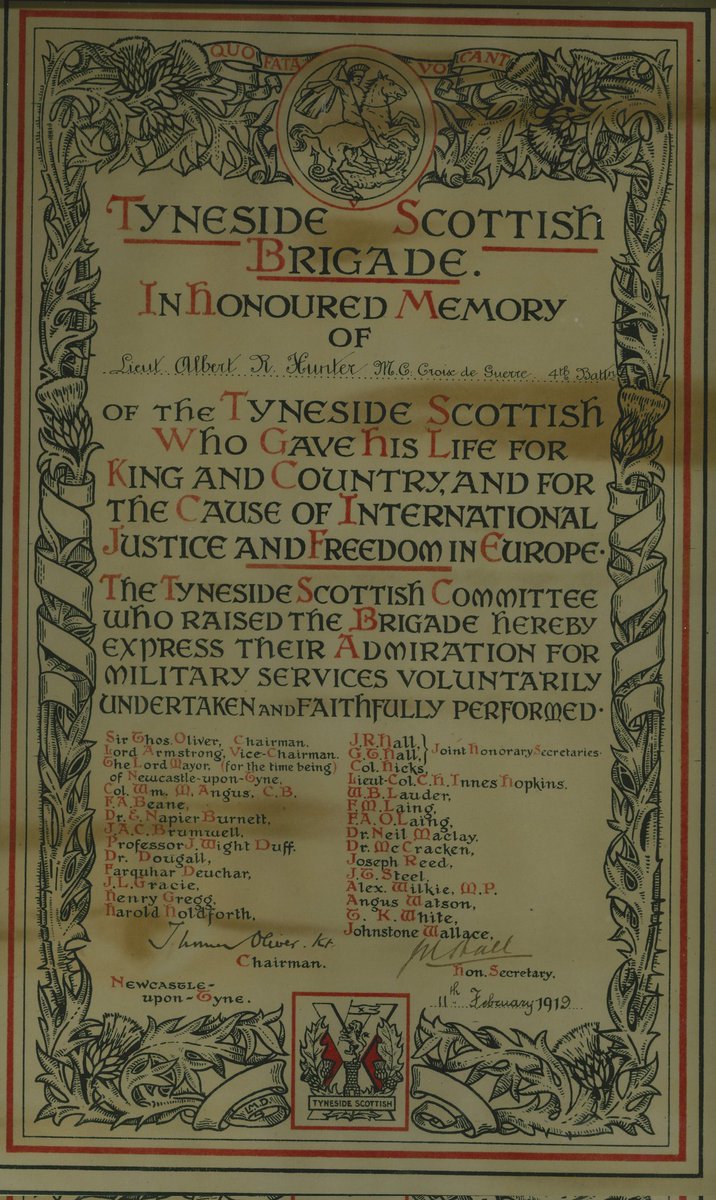 QUO FATA VOCANT
TYNESIDE SCOTTISH
BRIGADE.
IN HONOURED MEMORY
OF
Lieut Albert R. Hunter M.C. Croix de Guerre 4th Battn
OF THE TYNESIDE SCOTTISH
WHO GAVE HIS LIFE FOR
KING AND COUNTRY, AND FOR
THE CAUSE OF INTERNATIONAL
JUSTICE AND FREEDOM IN EUROPE.
THE TYNESIDE SCOTTISH COMMITTEE
WHO RAISED THE BRIGADE HEREBY
EXPRESS THEIR ADMIRATION FOR
MILITARY SERVICES VOLUNTARILY
UNDERTAKEN AND FAITHFULLY PERFORMED.
Sir Thos. Oliver, Chairman.
Lord Armstrong, Vice-Chairman.
The Lord Mayor, (for the time being)
of Newcastle-upon-Tyne.
Col. Wm. M. Angus, C.B.
F.A. Beane,
Dr. E. Napier Burnett,
J.A.C. Brumwell.
Professor J. Wight Duff.
Dr. Dougall,
Farquhar Deuchar,
J.L. Gracie,
Henry Gregg,
Harold Holdforth,
J.R. Hall,
G.T. Hall,
Joint Honorary Secretaries.
Col. Hicks,
Lieut-Col. C.H. Innes Hopkins.
W.B. Lauder,
F.M. Laing,
F.A.O. Laing,
Dr. Neil Maclay,
Dr. McCracken,
Joseph Reed,
J.T. Steel,
Alex. Wilkie, M.P.
Angus Watson,
T. K. White,
Johnstone Wallace.
Thomas Oliver. Kt.
Chairman.
JR Hall
Hon. Secretary.
Newcastle-
upon-Tyne.
11th February 1919
TYNESIDE SCOTTISH